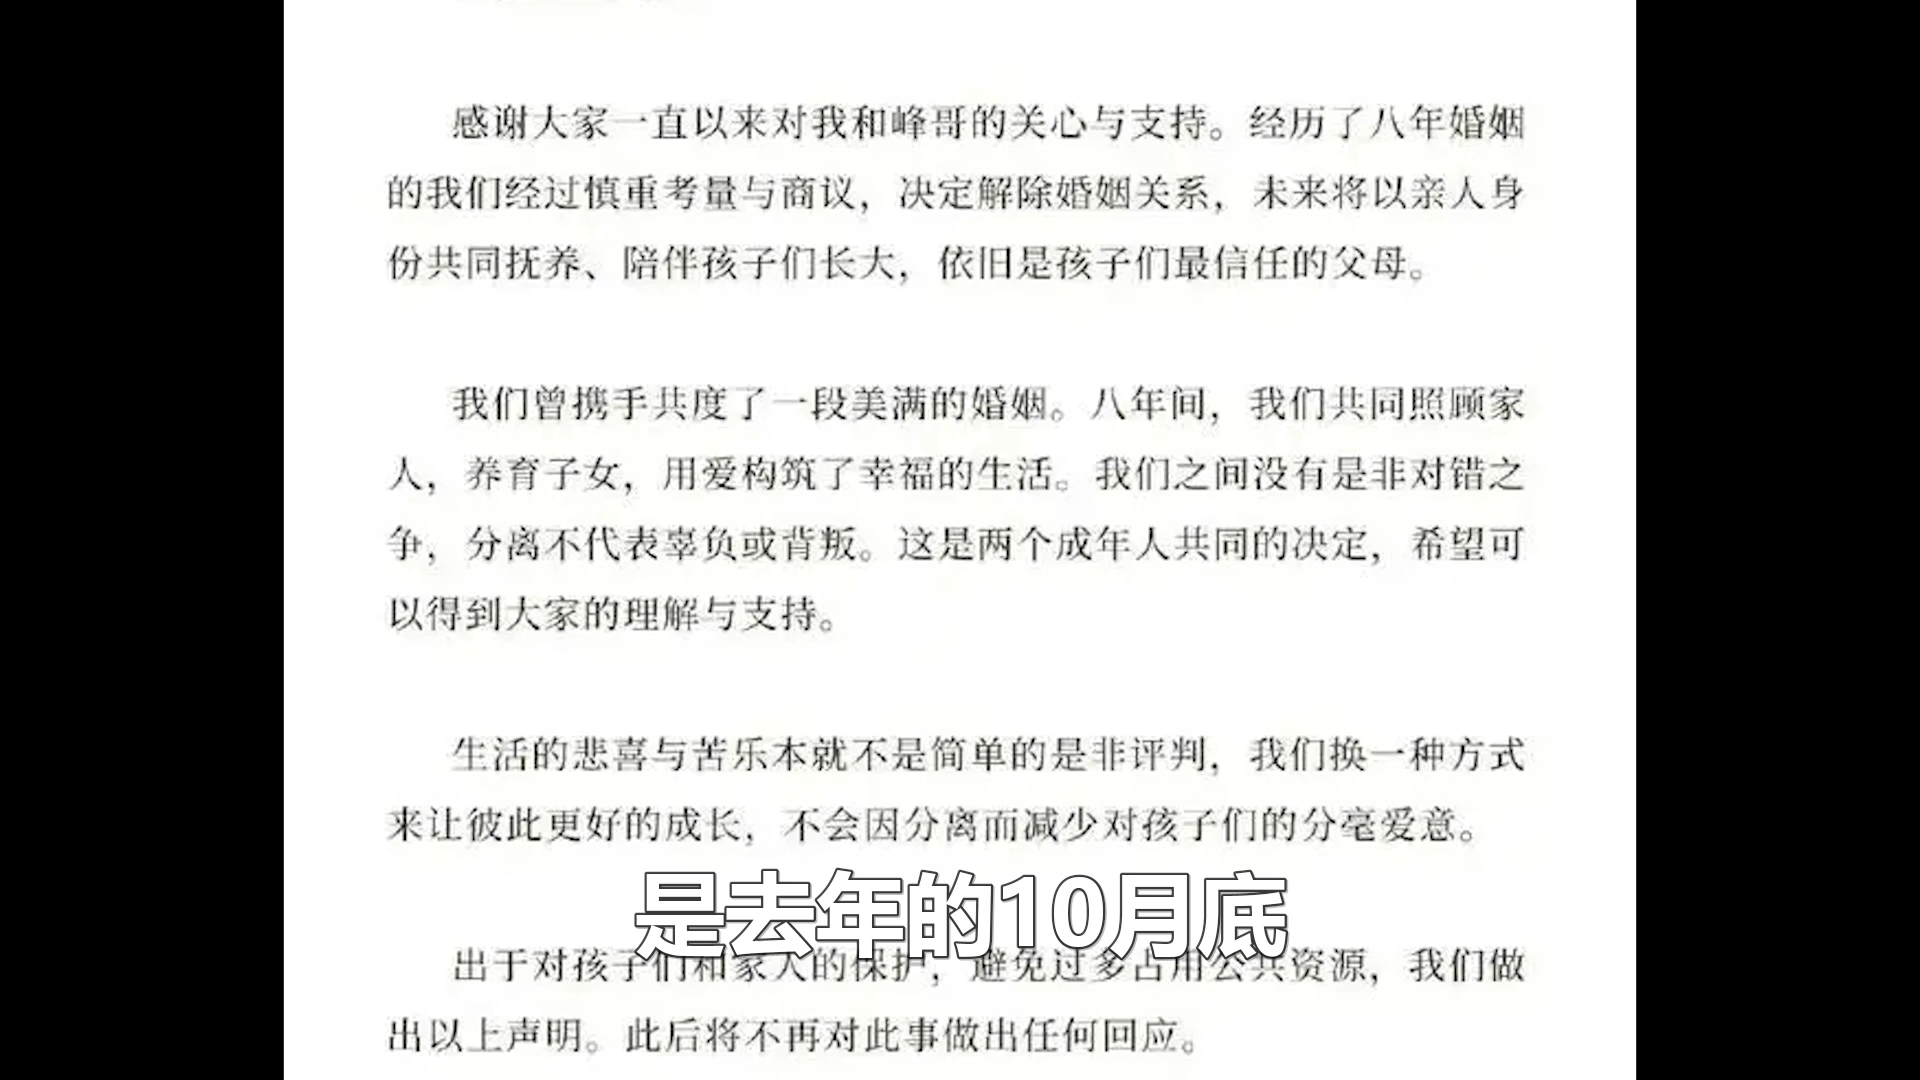 感谢大家一直以来对我和峰哥的关心与支持。经历了八年婚姻
的我们经过慎重考量与商议，决定解除婚姻关系，未来将以亲人身
份共同抚养、陪伴孩子们长大，依旧是孩子们最信任的父母。
我们曾携手共度了一段美满的婚姻。八年间，我们共同照顾家
人，养育子女，用爱构筑了幸福的生活。我们之间没有是非对错之
争，分离不代表辜负或背叛。这是两个成年人共同的决定，希望可
以得到大家的理解与支持。
生活的悲喜与苦乐本就不是简单的是非评判，我们换一种方式
来让彼此更好的成长，不会因分离而减少对孩子们的分毫爱意。
是去年的10月底
出于对孩子们和家人的保护，避免过多占用公共资源，我们做
出以上声明。此后将不再对此事做出任何回应。